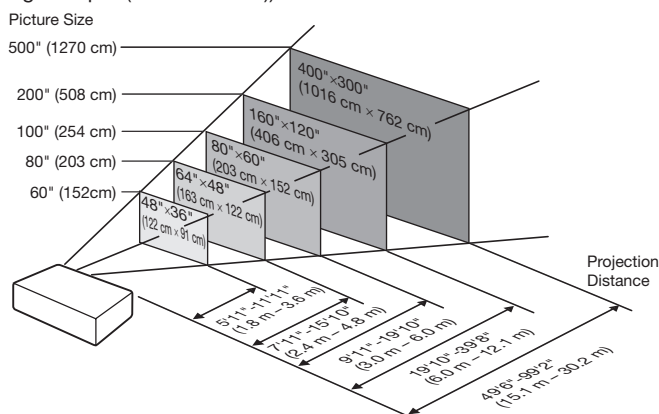 Picture Size
500" (1270 cm)
200" (508 cm)
100" (254 cm)
80" (203 cm)
60" (152cm)
400"×300"
(1016 cm × 762 cm)
160"×120"
(406 cm × 305 cm)
80"×60"
(203 cm × 152 cm)
64"×48"
(163 cm × 122 cm)
48"×36"
(122 cm × 91 cm)
Projection
Distance
5'11"-11'11"
(1.8 m – 3.6 m)
7'11"-15'10"
(2.4 m – 4.8 m)
9'11"-19'10"
(3.0 m – 6.0 m)
19'10"-39'8"
(6.0 m – 12.1 m)
49'6"-99'2"
(15.1 m – 30.2 m)